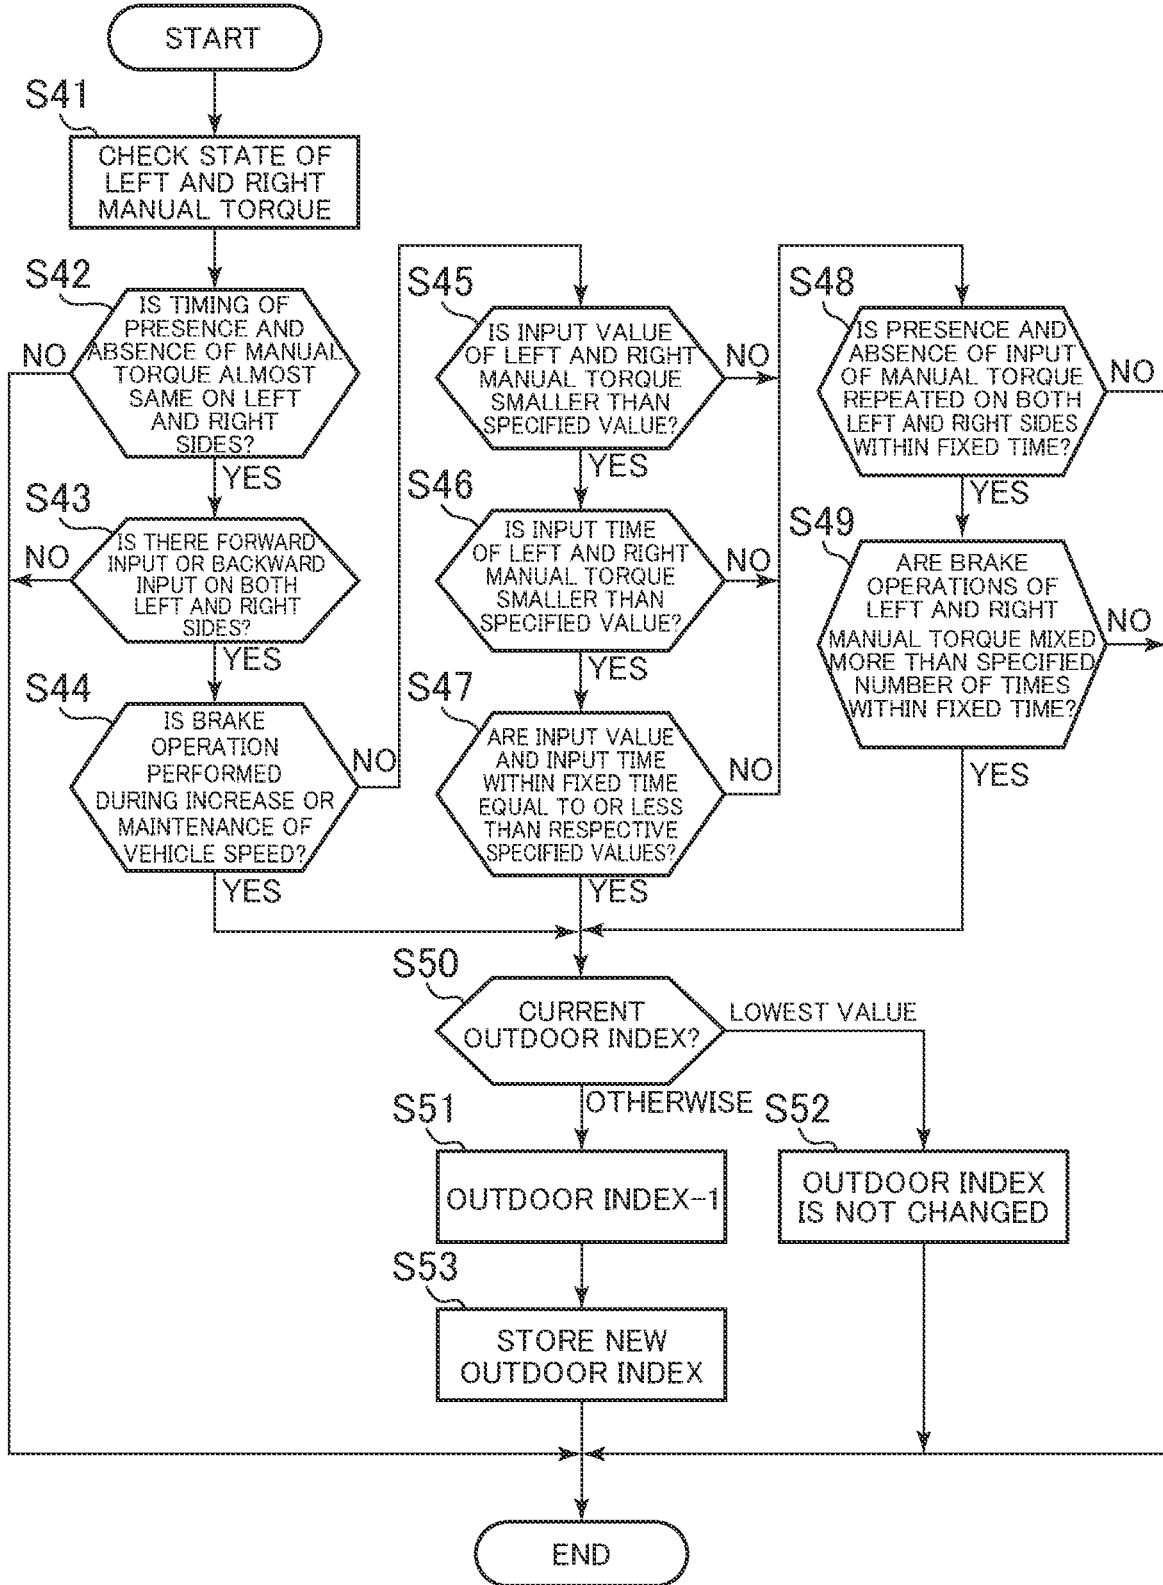 START
S41
CHECK STATE OF
LEFT AND RIGHT
MANUAL TORQUE
S42
IS TIMING OF
PRESENCE AND
ABSENCE OF MANUAL
TORQUE ALMOST
SAME ON LEFT
AND RIGHT
SIDES?
NO
YES
S43
IS THERE FORWARD
INPUT OR BACKWARD
INPUT ON BOTH
LEFT AND RIGHT
SIDES?
NO
YES
S44
IS BRAKE
OPERATION
PERFORMED
DURING INCREASE OR
MAINTENANCE OF
VEHICLE SPEED?
NO
YES
S45
IS INPUT VALUE
OF LEFT AND RIGHT
MANUAL TORQUE
SMALLER THAN
SPECIFIED VALUE?
NO
YES
S46
IS INPUT TIME
OF LEFT AND RIGHT
MANUAL TORQUE
SMALLER THAN
SPECIFIED VALUE?
NO
YES
S47
ARE INPUT VALUE
AND INPUT TIME
WITHIN FIXED TIME
EQUAL TO OR LESS
THAN RESPECTIVE
SPECIFIED VALUES?
NO
YES
S48
IS PRESENCE AND
ABSENCE OF INPUT
OF MANUAL TORQUE
REPEATED ON BOTH
LEFT AND RIGHT SIDES
WITHIN FIXED TIME?
NO
YES
S49
ARE BRAKE
OPERATIONS OF
LEFT AND RIGHT
MANUAL TORQUE MIXED
MORE THAN SPECIFIED
NUMBER OF TIMES
WITHIN FIXED TIME?
NO
YES
S50
CURRENT
OUTDOOR INDEX?
LOWEST VALUE
OTHERWISE
S51
OUTDOOR INDEX-1
S52
OUTDOOR INDEX
IS NOT CHANGED
S53
STORE NEW
OUTDOOR INDEX
END